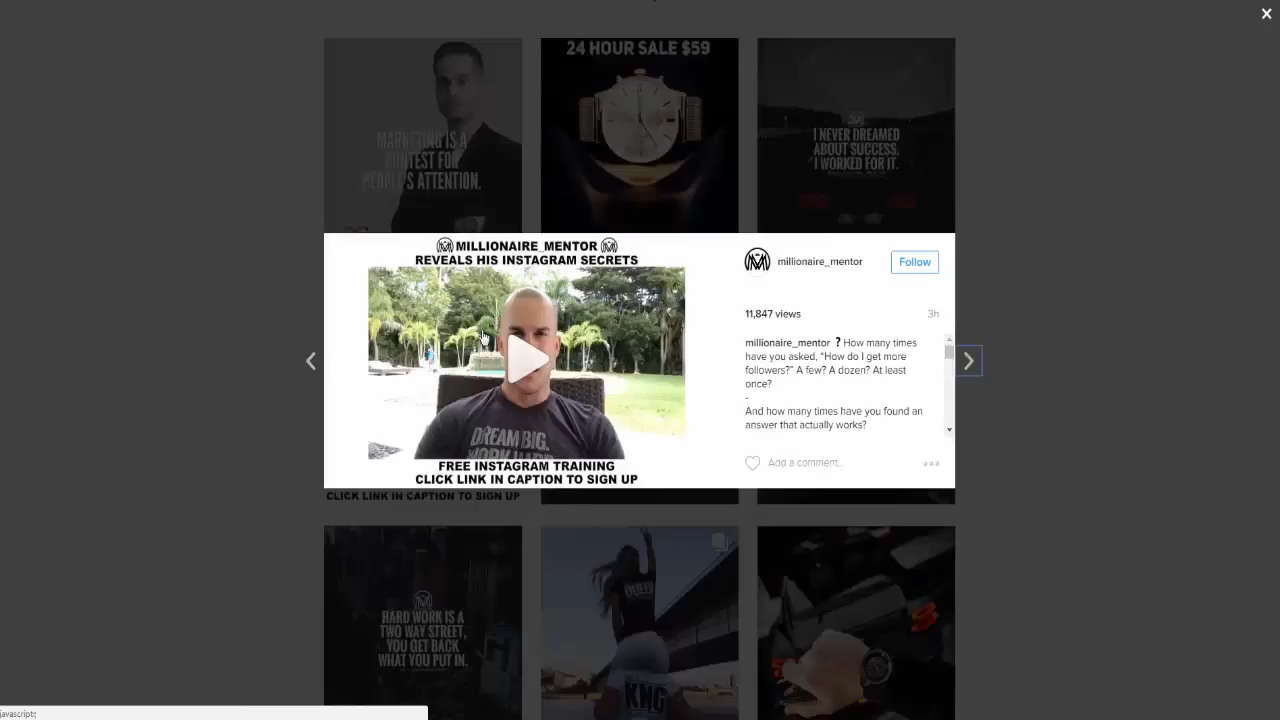 MARKETING IS A
CONTEST FOR
PEOPLE'S ATTENTION.
24 HOUR SALE $59
I NEVER DREAMED
ABOUT SUCCESS.
I WORKED FOR IT.
MILLIONAIRE_MENTOR
REVEALS HIS INSTAGRAM SECRETS
DREAM BIG.
WORK HARD
FREE INSTAGRAM TRAINING
CLICK LINK IN CAPTION TO SIGN UP
millionaire_mentor
Follow
11,847 views
3h
millionaire_mentor ❓ How many times
have you asked, “How do I get more
followers?” A few? A dozen? At least
once?
-
And how many times have you found an
answer that actually works?
Add a comment...
CLICK LINK IN CAPTION TO SIGN UP
HARD WORK IS A
TWO WAY STREET,
YOU GET BACK
WHAT YOU PUT IN.
QUEEN
KNG
javascript:;